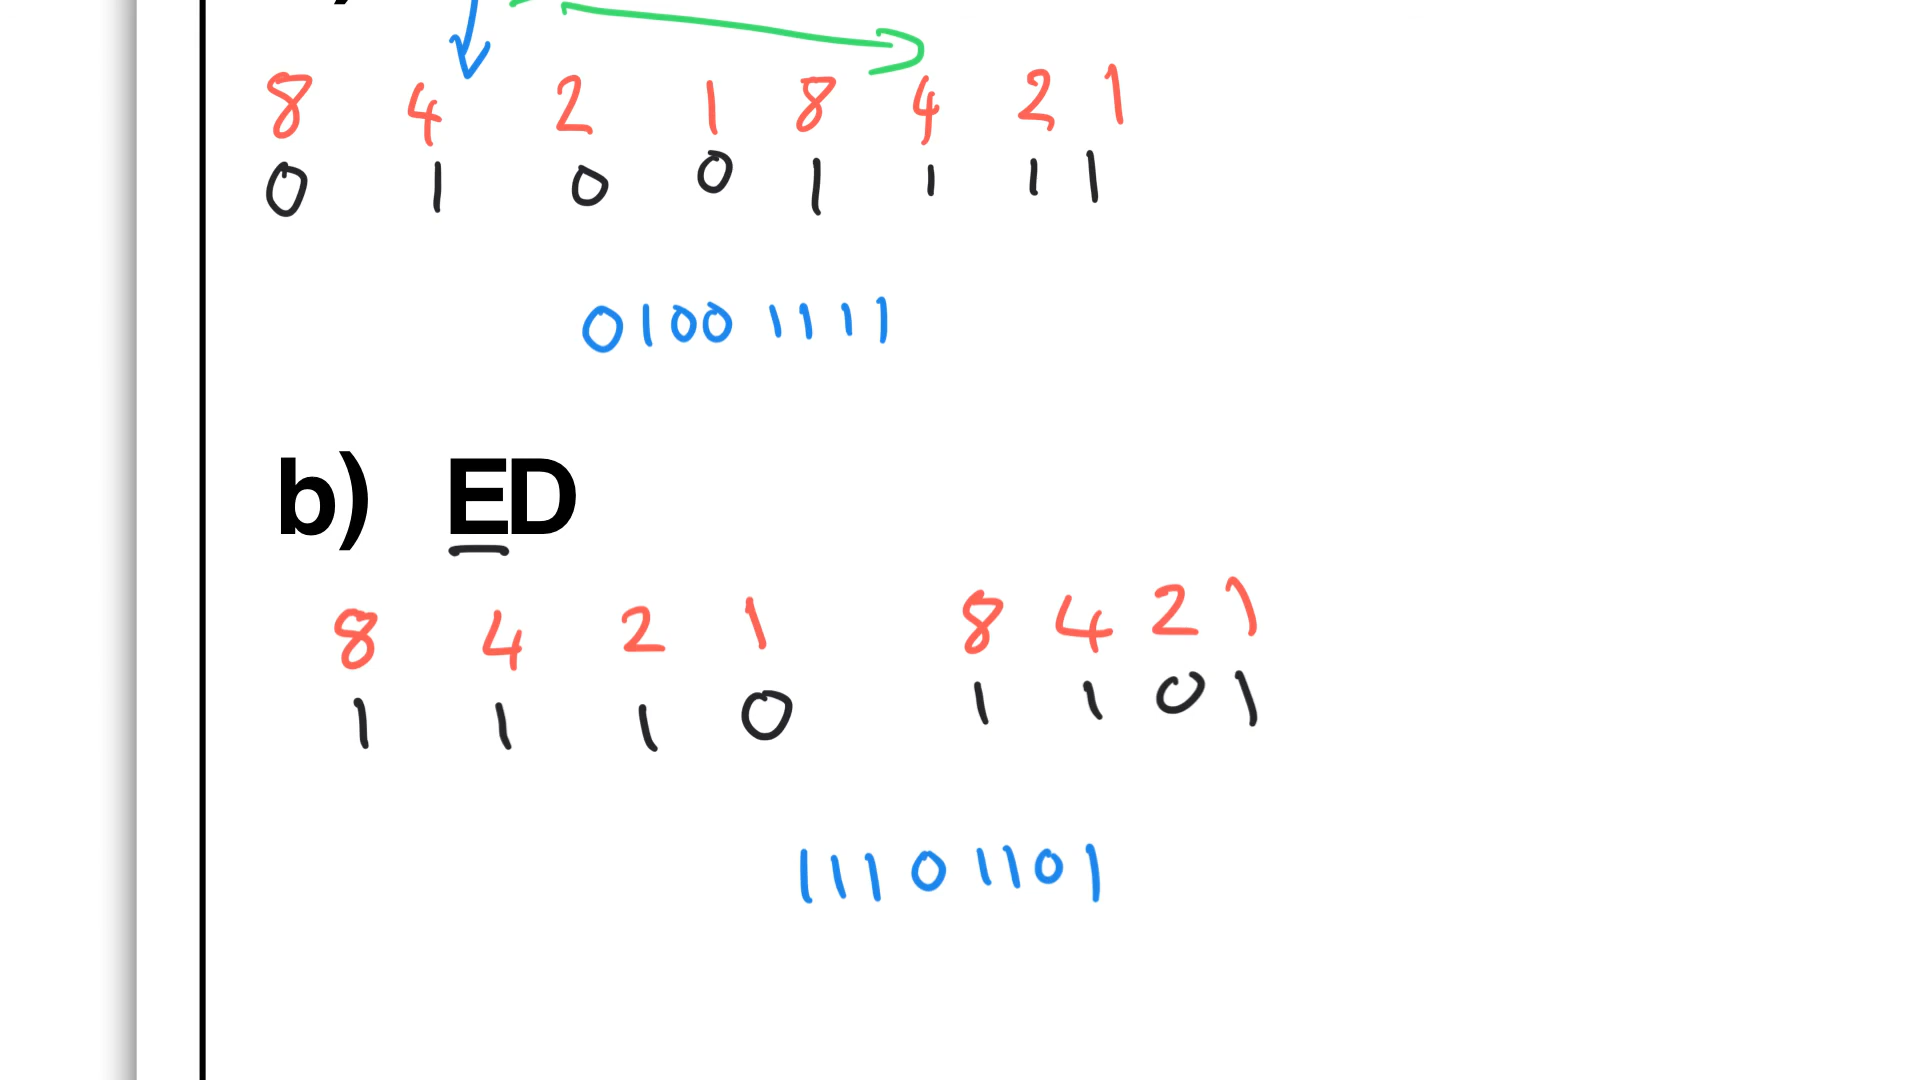 8 4 2 1 8 4 2 1
0 1 0 0 1 1 1 1
0100 1111
b) ED
8 4 2 1 8 4 2 1
1 1 1 0 1 1 0 1
1110 1101